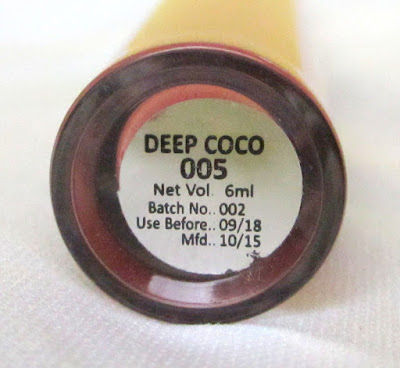 DEEP COCO
005
Net Vol. 6ml
Batch No.. 002
Use Before.. 09/18
Mfd.. 10/15